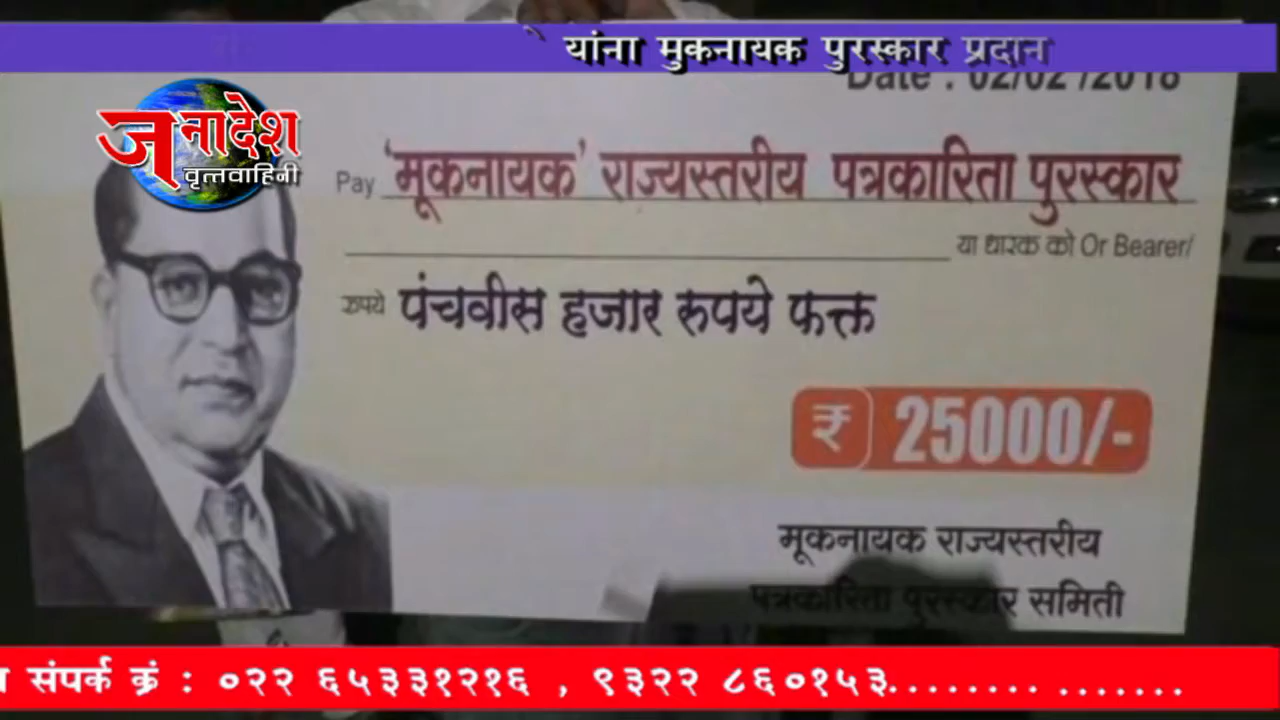 यांना मुकनायक पुरस्कार प्रदान
Date : 02/02/2018
जनादेश
वृत्तवाहिनी
Pay 'मूकनायक' राज्यस्तरीय पत्रकारिता पुरस्कार
या धारक को Or Bearer/
रुपये पंचवीस हजार रुपये फक्त
₹ 25000/-
मूकनायक राज्यस्तरीय
पत्रकारिता पुरस्कार समिती
संपर्क क्रं : ०२२ ६५३३१२१६ , ९३२२ ८६०१५३........ .......